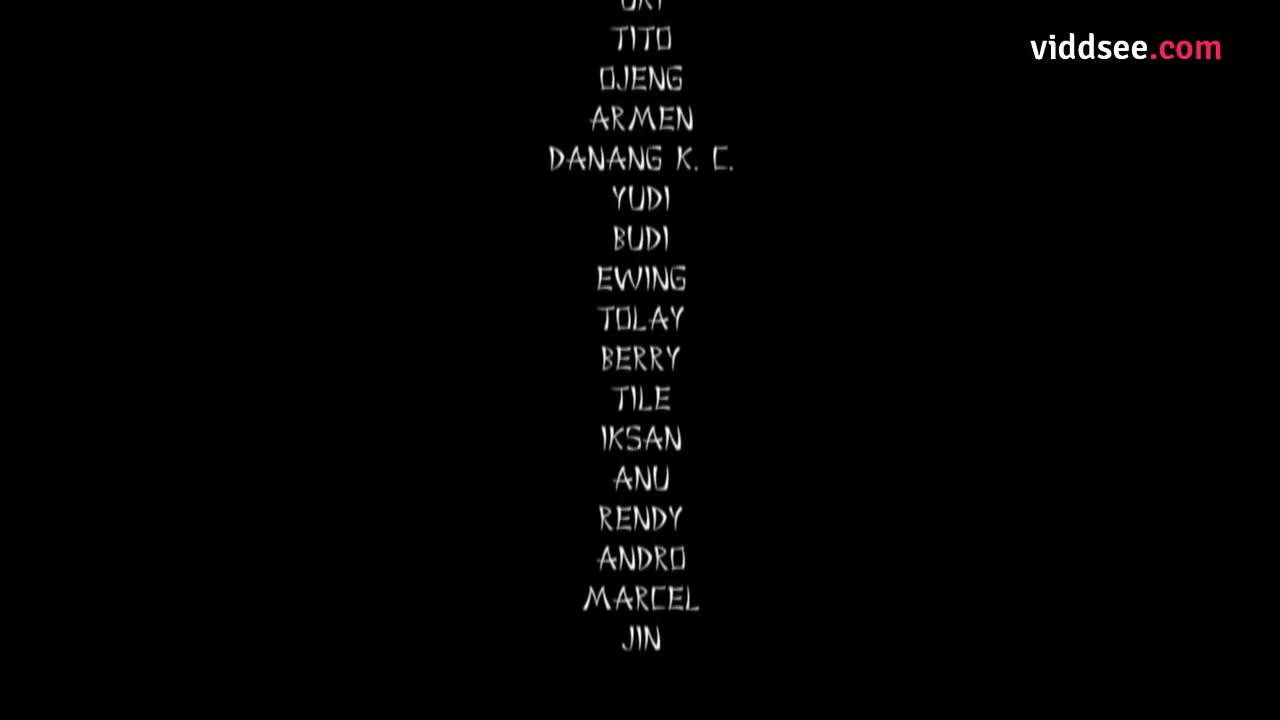 viddsee.com
TITO
OJENG
ARMEN
DANANG K. C.
YUDI
BUDI
EWING
TOLAY
BERRY
TILE
IKSAN
ANU
RENDY
ANDRO
MARCEL
JIN